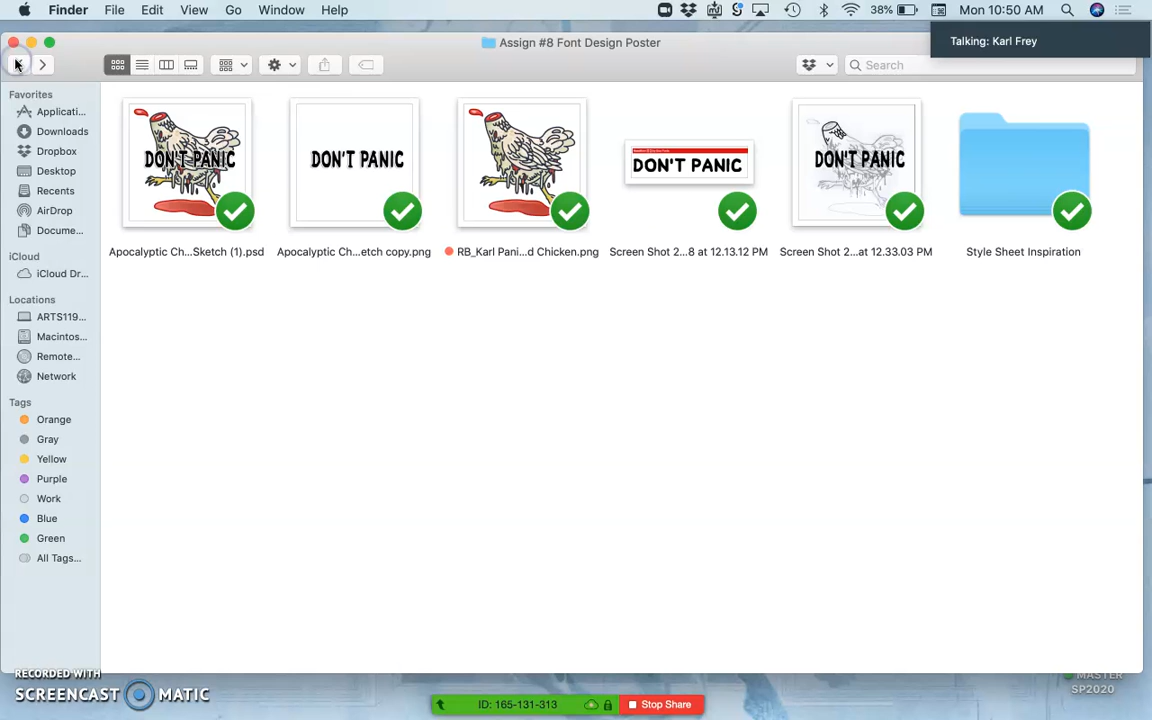 Finder File Edit View Go Window Help 38% Mon 10:50 AM
Talking: Karl Frey
Assign #8 Font Design Poster
Search
Favorites
Applicati...
Downloads
Dropbox
Desktop
Recents
AirDrop
Docume...
iCloud
iCloud Dr...
Locations
ARTS119...
Macintos...
Remote...
Network
Tags
Orange
Gray
Yellow
Purple
Work
Blue
Green
All Tags...
DON'T PANIC
DON'T PANIC
DON'T PANIC
DON'T PANIC
Apocalyptic Ch...Sketch (1).psd
Apocalyptic Ch...etch copy.png
RB_Karl Pani...d Chicken.png
Screen Shot 2...8 at 12.13.12 PM
Screen Shot 2...at 12.33.03 PM
Style Sheet Inspiration
RECORDED WITH
SCREENCAST MATIC
ID: 165-131-313
Stop Share
MASTER
SP2020